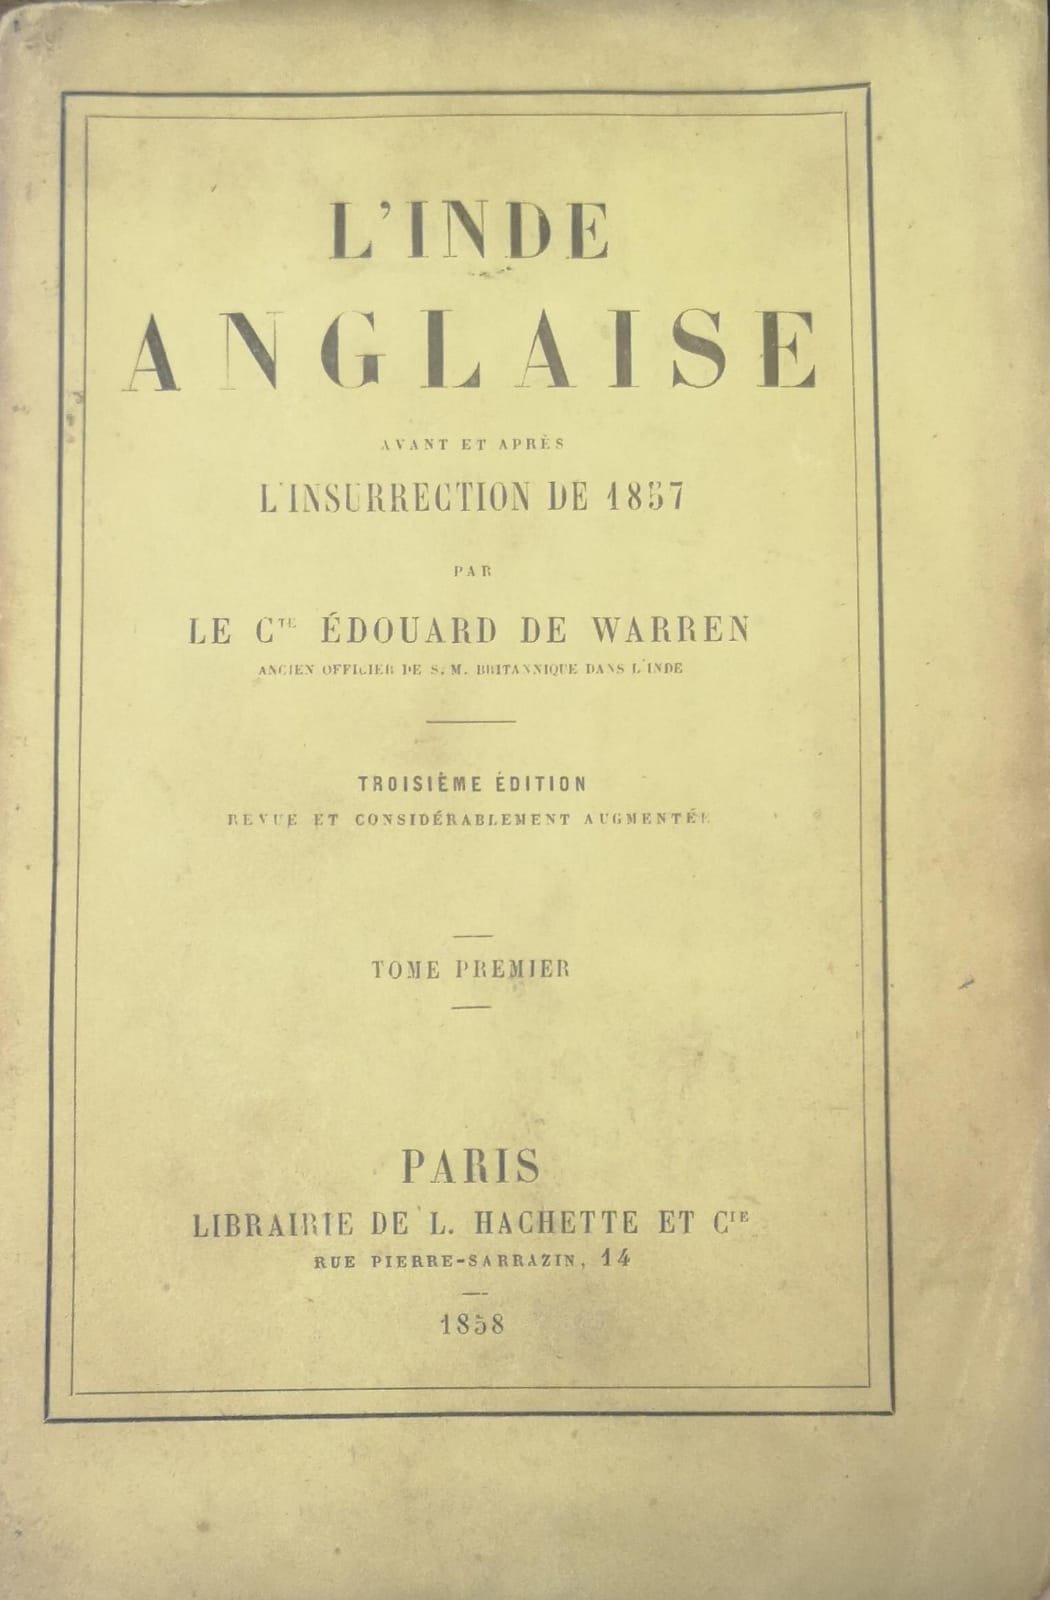 L'INDE
ANGLAISE
AVANT ET APRÈS
L'INSURRECTION DE 1857
PAR
LE Cᵀᴱ ÉDOUARD DE WARREN
ANCIEN OFFICIER DE S. M. BRITANNIQUE DANS L'INDE
TROISIÈME ÉDITION
REVUE ET CONSIDÉRABLEMENT AUGMENTÉE
TOME PREMIER
PARIS
LIBRAIRIE DE L. HACHETTE ET Cᴵᴱ
RUE PIERRE-SARRAZIN, 14
1858